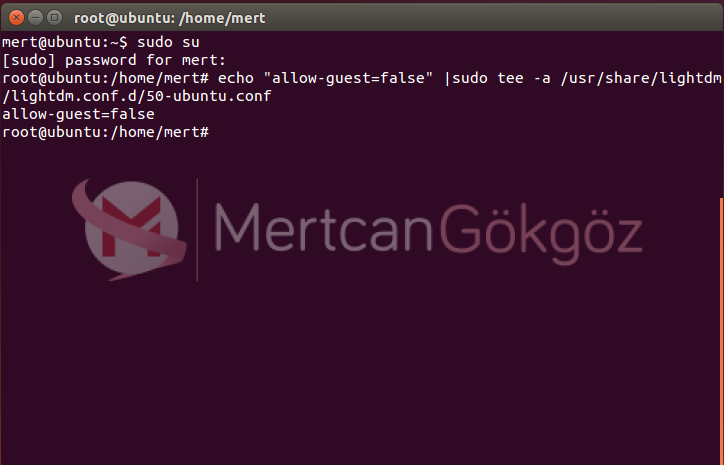 root@ubuntu: /home/mert
mert@ubuntu:~$ sudo su
[sudo] password for mert:
root@ubuntu:/home/mert# echo "allow-guest=false" |sudo tee -a /usr/share/lightdm
/lightdm.conf.d/50-ubuntu.conf
allow-guest=false
root@ubuntu:/home/mert#
M
MertcanGökgöz